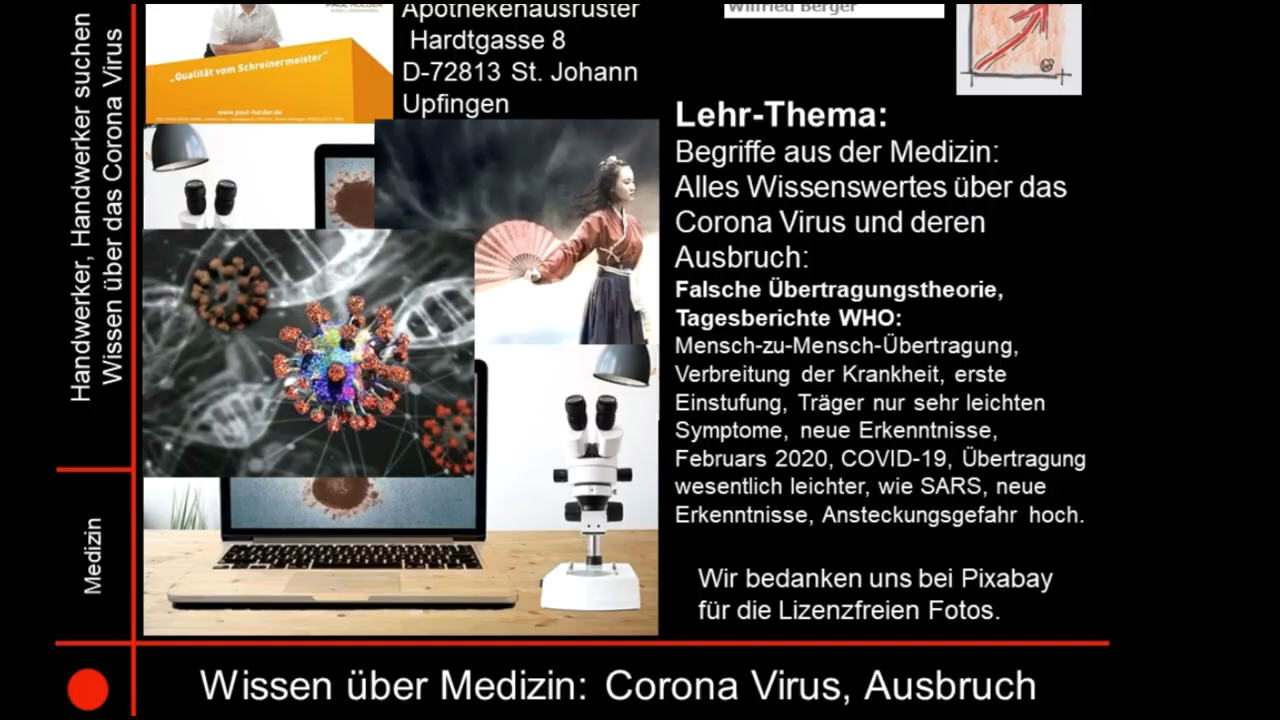 Handwerker, Handwerker suchen
Wissen über das Corona Virus
Medizin
„Qualität vom Schreinermeister“
www.paul-holder.de
Apothekenausrüster
Hardtgasse 8
D-72813 St. Johann
Upfingen
Wilfried Berger
Lehr-Thema:
Begriffe aus der Medizin:
Alles Wissenswertes über das
Corona Virus und deren
Ausbruch:
Falsche Übertragungstheorie,
Tagesberichte WHO:
Mensch-zu-Mensch-Übertragung,
Verbreitung der Krankheit, erste
Einstufung, Träger nur sehr leichten
Symptome, neue Erkenntnisse,
Februars 2020, COVID-19, Übertragung
wesentlich leichter, wie SARS, neue
Erkenntnisse, Ansteckungsgefahr hoch.
Wir bedanken uns bei Pixabay
für die Lizenzfreien Fotos.
Wissen über Medizin: Corona Virus, Ausbruch